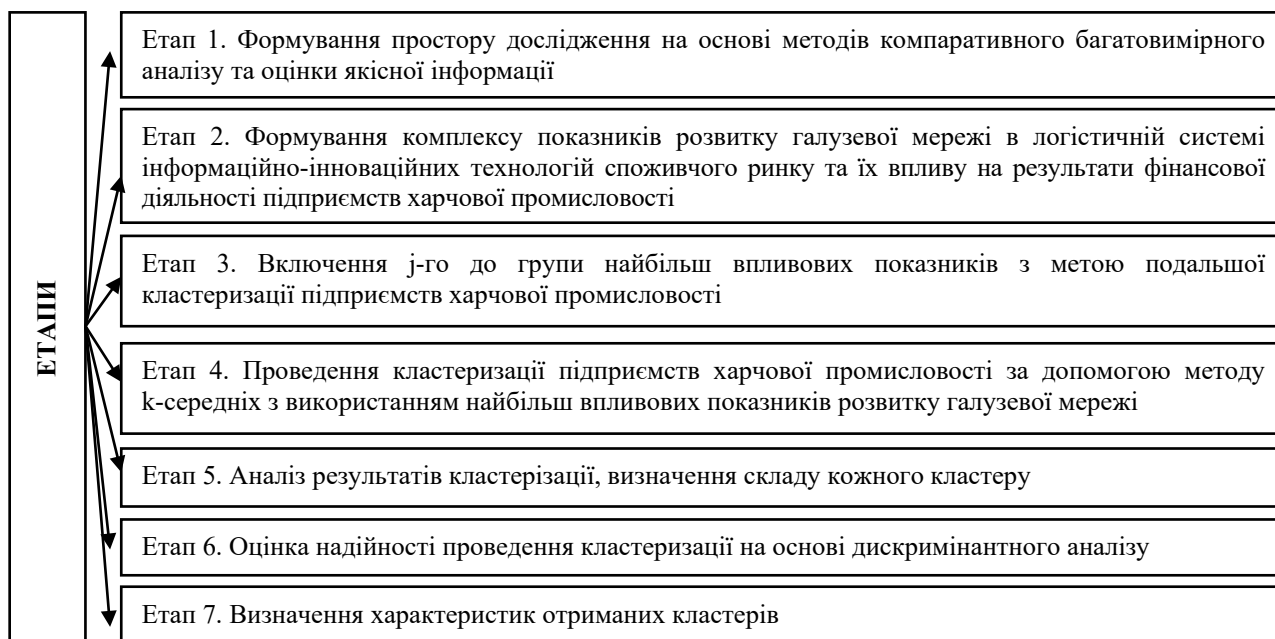 ЕТАПИ
Етап 1. Формування простору дослідження на основі методів компаративного багатовимірного
аналізу та оцінки якісної інформації
Етап 2. Формування комплексу показників розвитку галузевої мережі в логістичній системі
інформаційно-інноваційних технологій споживчого ринку та їх впливу на результати фінансової
діяльності підприємств харчової промисловості
Етап 3. Включення j-го до групи найбільш впливових показників з метою подальшої
кластеризації підприємств харчової промисловості
Етап 4. Проведення кластеризації підприємств харчової промисловості за допомогою методу
k-середніх з використанням найбільш впливових показників розвитку галузевої мережі
Етап 5. Аналіз результатів кластерізації, визначення складу кожного кластеру
Етап 6. Оцінка надійності проведення кластеризації на основі дискримінантного аналізу
Етап 7. Визначення характеристик отриманих кластерів